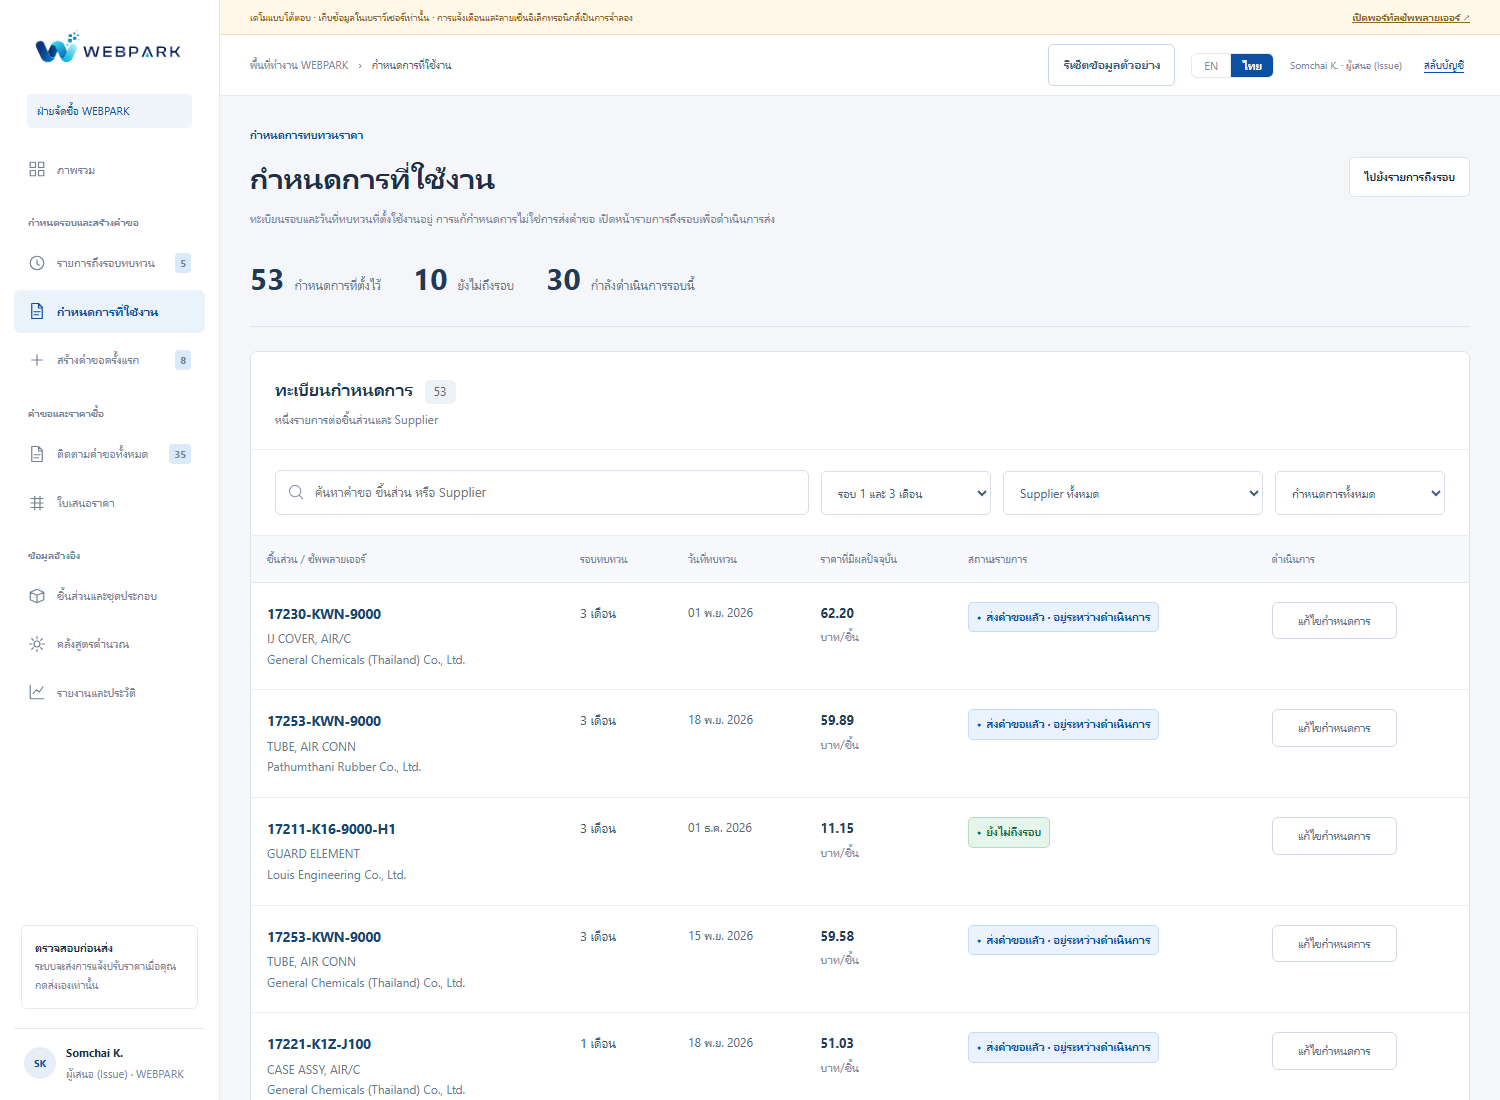 เดโมแบบโต้ตอบ · เก็บข้อมูลในเบราว์เซอร์เท่านั้น · การแจ้งเตือนและลายเซ็นอิเล็กทรอนิกส์เป็นการจำลอง
เปิดพอร์ทัลซัพพลายเออร์ ↗
WEBPARK
ฝ่ายจัดซื้อ WEBPARK
ภาพรวม
กำหนดรอบและสร้างคำขอ
รายการถึงรอบทบทวน 5
กำหนดการที่ใช้งาน
สร้างคำขอครั้งแรก 8
คำขอและราคาซื้อ
ติดตามคำขอทั้งหมด 35
ใบเสนอราคา
ข้อมูลอ้างอิง
ชิ้นส่วนและชุดประกอบ
คลังสูตรคำนวณ
รายงานและประวัติ
ตรวจสอบก่อนส่ง
ระบบจะส่งการแจ้งปรับราคาเมื่อคุณ
กดส่งเองเท่านั้น
SK
Somchai K.
ผู้เสนอ (Issue) · WEBPARK
พื้นที่ทำงาน WEBPARK › กำหนดการที่ใช้งาน
รีเซ็ตข้อมูลตัวอย่าง
EN ไทย
Somchai K. · ผู้เสนอ (Issue)
สลับบัญชี
กำหนดการทบทวนราคา
กำหนดการที่ใช้งาน
ไปยังรายการถึงรอบ
ทะเบียนรอบและวันที่ทบทวนที่ตั้งใช้งานอยู่ การแก้กำหนดการไม่ใช่การส่งคำขอ เปิดหน้ารายการถึงรอบเพื่อดำเนินการส่ง
53 กำหนดการที่ตั้งไว้ 10 ยังไม่ถึงรอบ 30 กำลังดำเนินการรอบนี้
ทะเบียนกำหนดการ 53
หนึ่งรายการต่อชิ้นส่วนและ Supplier
ค้นหาคำขอ ชิ้นส่วน หรือ Supplier
รอบ 1 และ 3 เดือน
Supplier ทั้งหมด
กำหนดการทั้งหมด
ชิ้นส่วน / ซัพพลายเออร์ รอบทบทวน วันที่ทบทวน ราคาที่มีผลปัจจุบัน สถานะรายการ ดำเนินการ
17230-KWN-9000 3 เดือน 01 พ.ย. 2026 62.20 • ส่งคำขอแล้ว · อยู่ระหว่างดำเนินการ แก้ไขกำหนดการ
IJ COVER, AIR/C บาท/ชิ้น
General Chemicals (Thailand) Co., Ltd.
17253-KWN-9000 3 เดือน 18 พ.ย. 2026 59.89 • ส่งคำขอแล้ว · อยู่ระหว่างดำเนินการ แก้ไขกำหนดการ
TUBE, AIR CONN บาท/ชิ้น
Pathumthani Rubber Co., Ltd.
17211-K16-9000-H1 3 เดือน 01 ธ.ค. 2026 11.15 • ยังไม่ถึงรอบ แก้ไขกำหนดการ
GUARD ELEMENT บาท/ชิ้น
Louis Engineering Co., Ltd.
17253-KWN-9000 3 เดือน 15 พ.ย. 2026 59.58 • ส่งคำขอแล้ว · อยู่ระหว่างดำเนินการ แก้ไขกำหนดการ
TUBE, AIR CONN บาท/ชิ้น
General Chemicals (Thailand) Co., Ltd.
17221-K1Z-J100 1 เดือน 18 พ.ย. 2026 51.03 • ส่งคำขอแล้ว · อยู่ระหว่างดำเนินการ แก้ไขกำหนดการ
CASE ASSY, AIR/C บาท/ชิ้น
General Chemicals (Thailand) Co., Ltd.